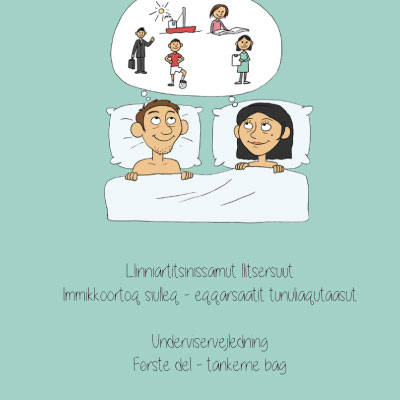 Ilinniartitsinissamut Ilitsersuut
Immikkoortoq siulleq - eqqarsaatit tunuliaqutaasut
Underviservejledning
Første del - tankerne bag